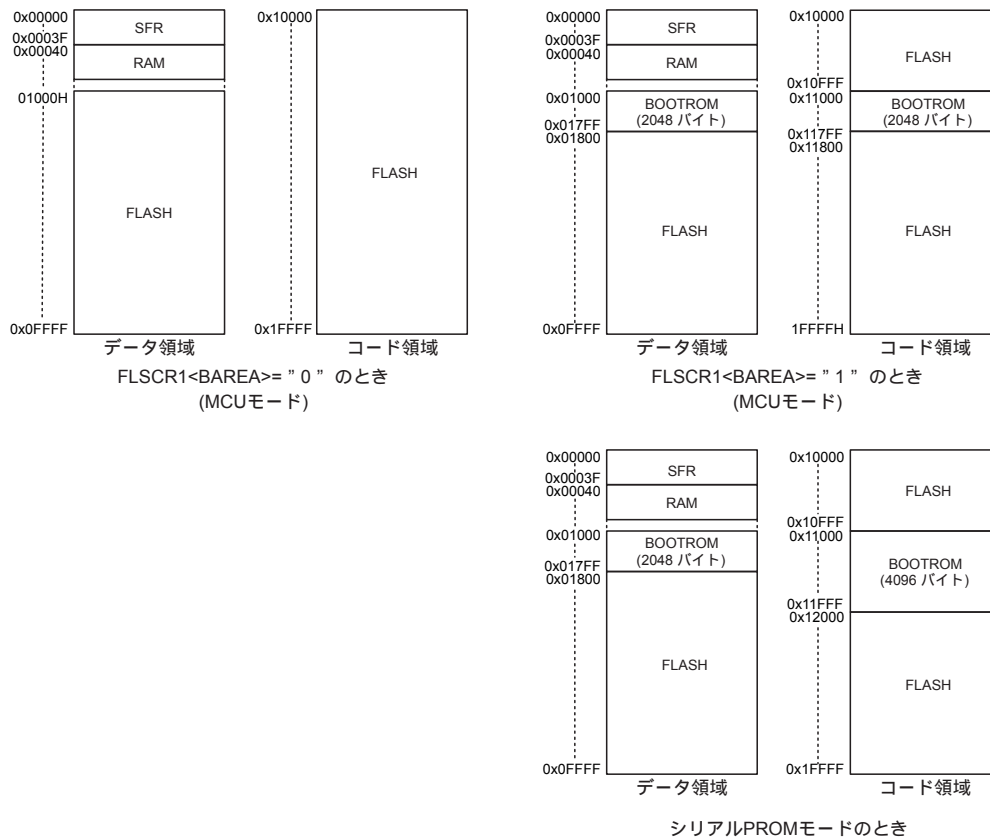 0x00000
SFR
0x0003F
0x00040
RAM
01000H
FLASH
0x0FFFF
データ領域
0x10000
FLASH
0x1FFFF
コード領域
FLSCR1<BAREA>= ” 0 ” のとき
(MCUモード)
0x00000
SFR
0x0003F
0x00040
RAM
0x01000
BOOTROM
(2048 バイト)
0x017FF
0x01800
FLASH
0x0FFFF
データ領域
0x10000
FLASH
0x10FFF
0x11000
BOOTROM
(2048 バイト)
0x117FF
0x11800
FLASH
1FFFFH
コード領域
FLSCR1<BAREA>= ” 1 ” のとき
(MCUモード)
0x00000
SFR
0x0003F
0x00040
RAM
0x01000
BOOTROM
(2048 バイト)
0x017FF
0x01800
FLASH
0x0FFFF
データ領域
0x10000
FLASH
0x10FFF
0x11000
BOOTROM
(4096 バイト)
0x11FFF
0x12000
FLASH
0x1FFFF
コード領域
シリアルPROMモードのとき